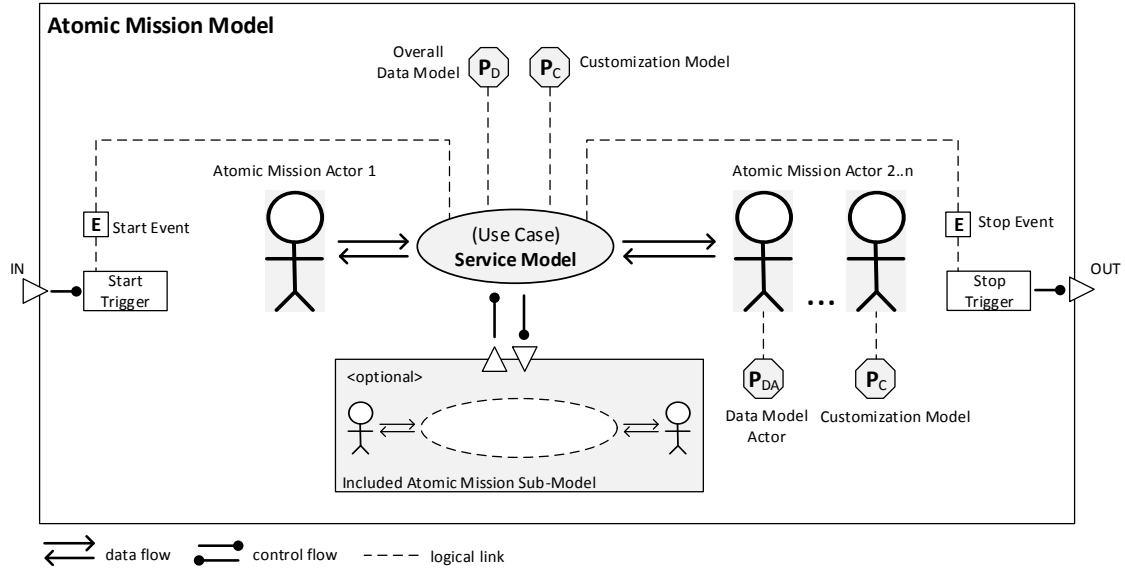 Atomic Mission Model
Overall
Data Model
P_D
P_C
Customization Model
Atomic Mission Actor 1
Atomic Mission Actor 2..n
E
Start Event
(Use Case)
Service Model
E
Stop Event
IN
Start
Trigger
...
Stop
Trigger
OUT
<optional>
P_DA
P_C
Data Model
Actor
Customization Model
Included Atomic Mission Sub-Model
data flow
control flow
logical link